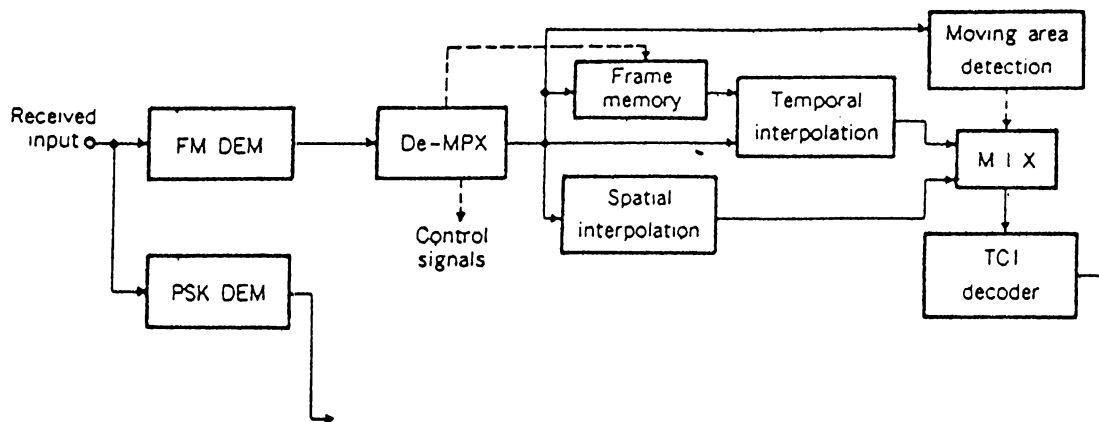 Received
input
FM DEM
De-MPX
Control
signals
PSK DEM
Frame
memory
Temporal
interpolation
Spatial
interpolation
Moving area
detection
M I X
TCI
decoder